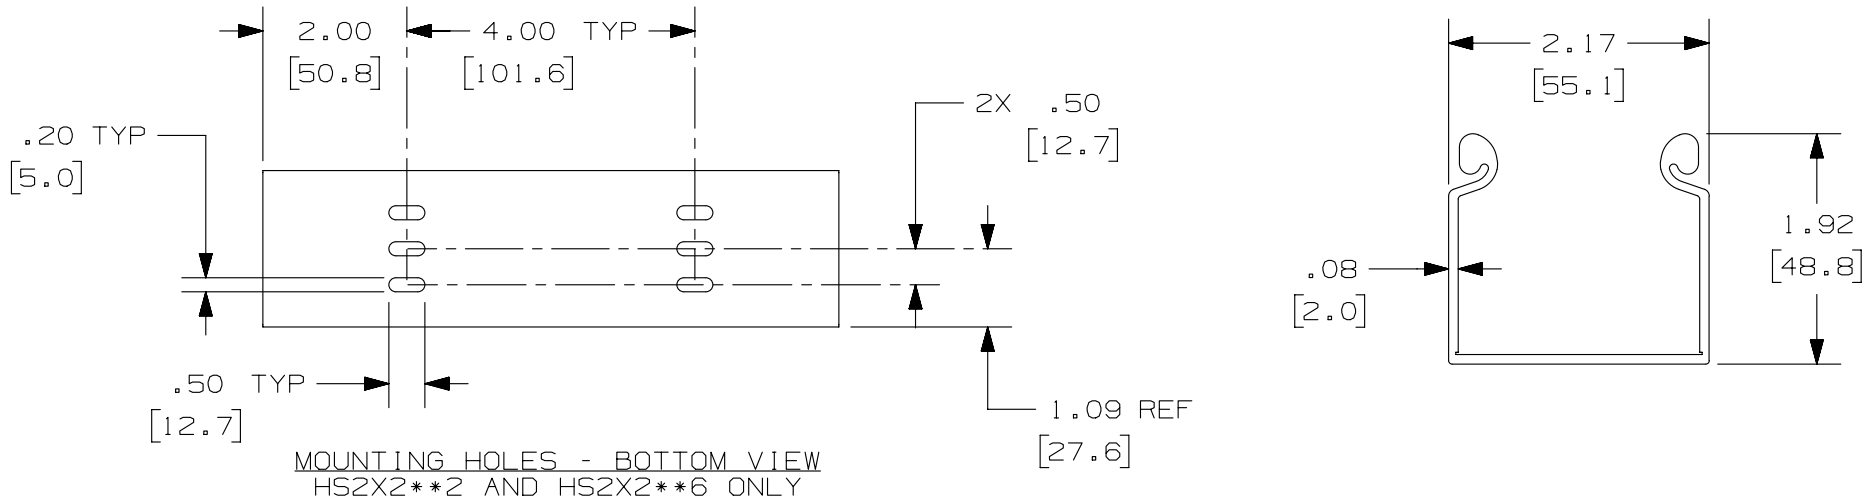 2.00
[50.8]
4.00 TYP
[101.6]
.20 TYP
[5.0]
2X .50
[12.7]
.50 TYP
[12.7]
1.09 REF
[27.6]
MOUNTING HOLES - BOTTOM VIEW
HS2X2**2 AND HS2X2**6 ONLY
2.17
[55.1]
1.92
[48.8]
.08
[2.0]